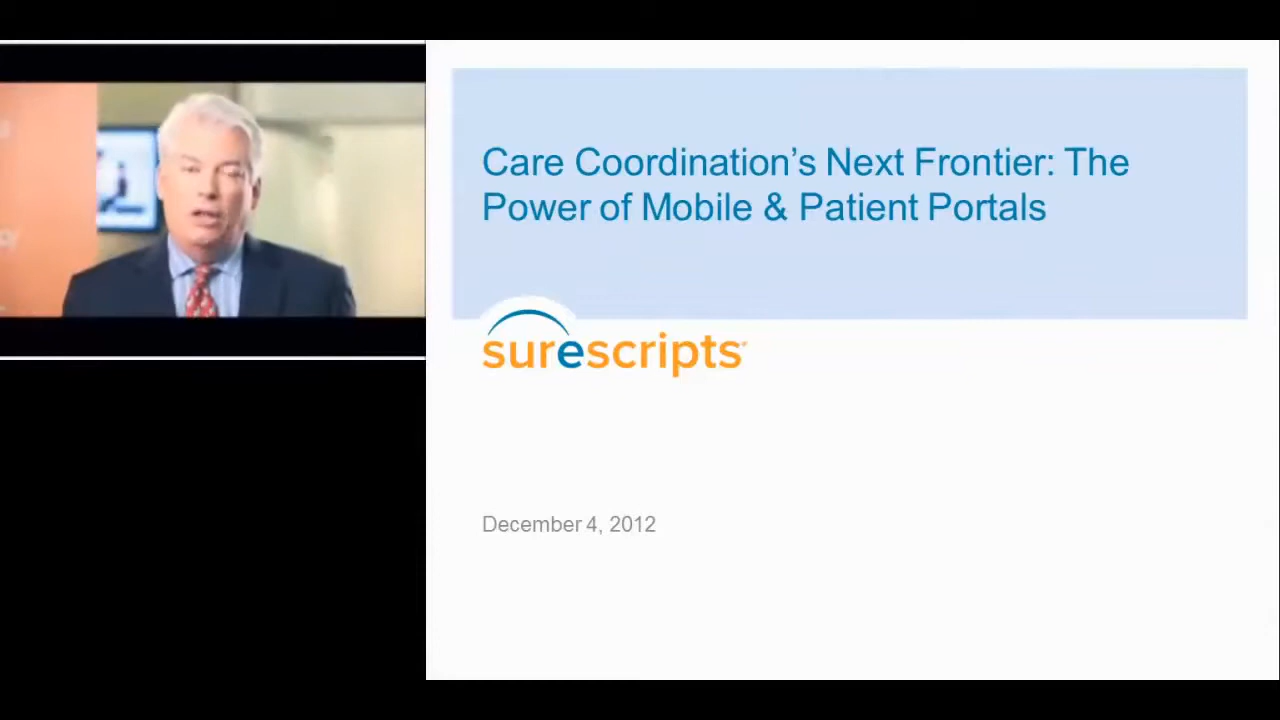 Care Coordination’s Next Frontier: The
Power of Mobile & Patient Portals
surescripts
December 4, 2012